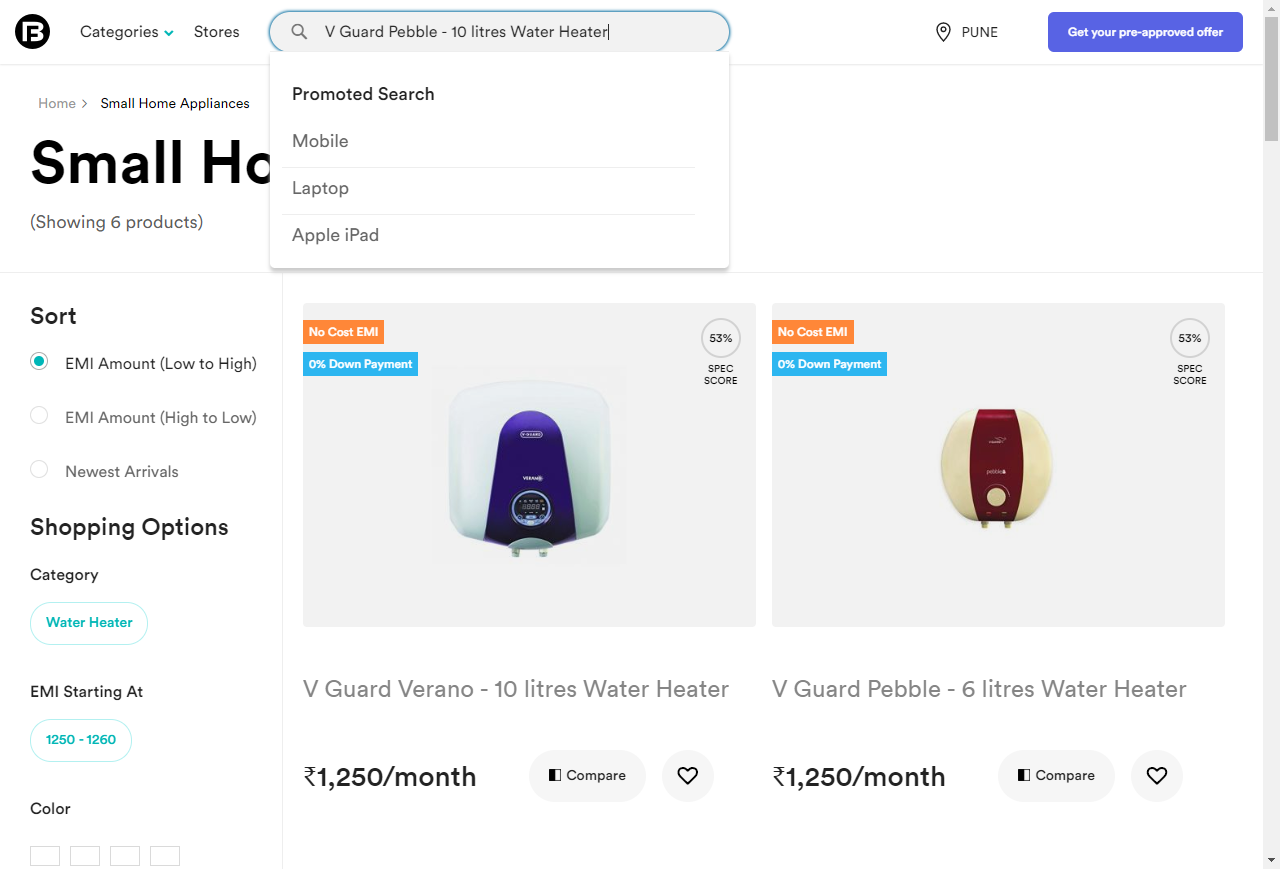 Categories
Stores
V Guard Pebble - 10 litres Water Heater
PUNE
Get your pre-approved offer
Promoted Search
Mobile
Laptop
Apple iPad
Home > Small Home Appliances
Small Ho
(Showing 6 products)
Sort
EMI Amount (Low to High)
EMI Amount (High to Low)
Newest Arrivals
Shopping Options
Category
Water Heater
EMI Starting At
1250 - 1260
Color
No Cost EMI
0% Down Payment
53%
SPEC
SCORE
V-GUARD
VERANO
V Guard Verano - 10 litres Water Heater
₹1,250/month
Compare
No Cost EMI
0% Down Payment
53%
SPEC
SCORE
pebble
V Guard Pebble - 6 litres Water Heater
₹1,250/month
Compare